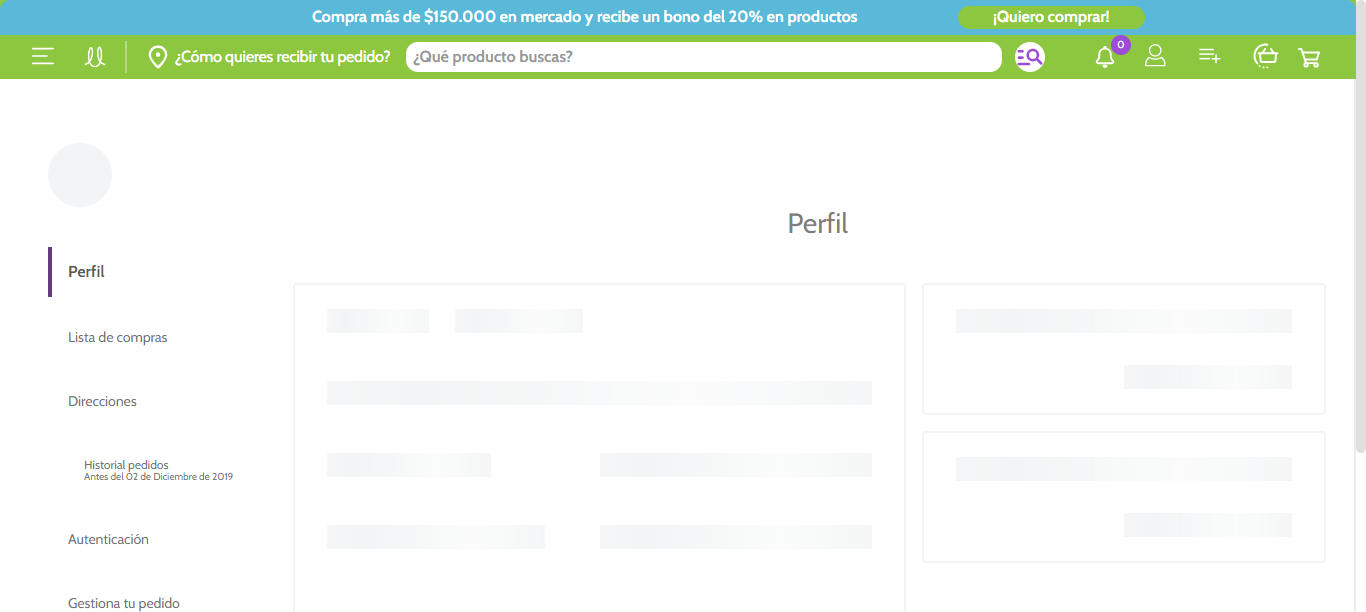 Compra más de $150.000 en mercado y recibe un bono del 20% en productos
¡Quiero comprar!
¿Cómo quieres recibir tu pedido?
¿Qué producto buscas?
0
Perfil
Perfil
Lista de compras
Direcciones
Historial pedidos
Antes del 02 de Diciembre de 2019
Autenticación
Gestiona tu pedido